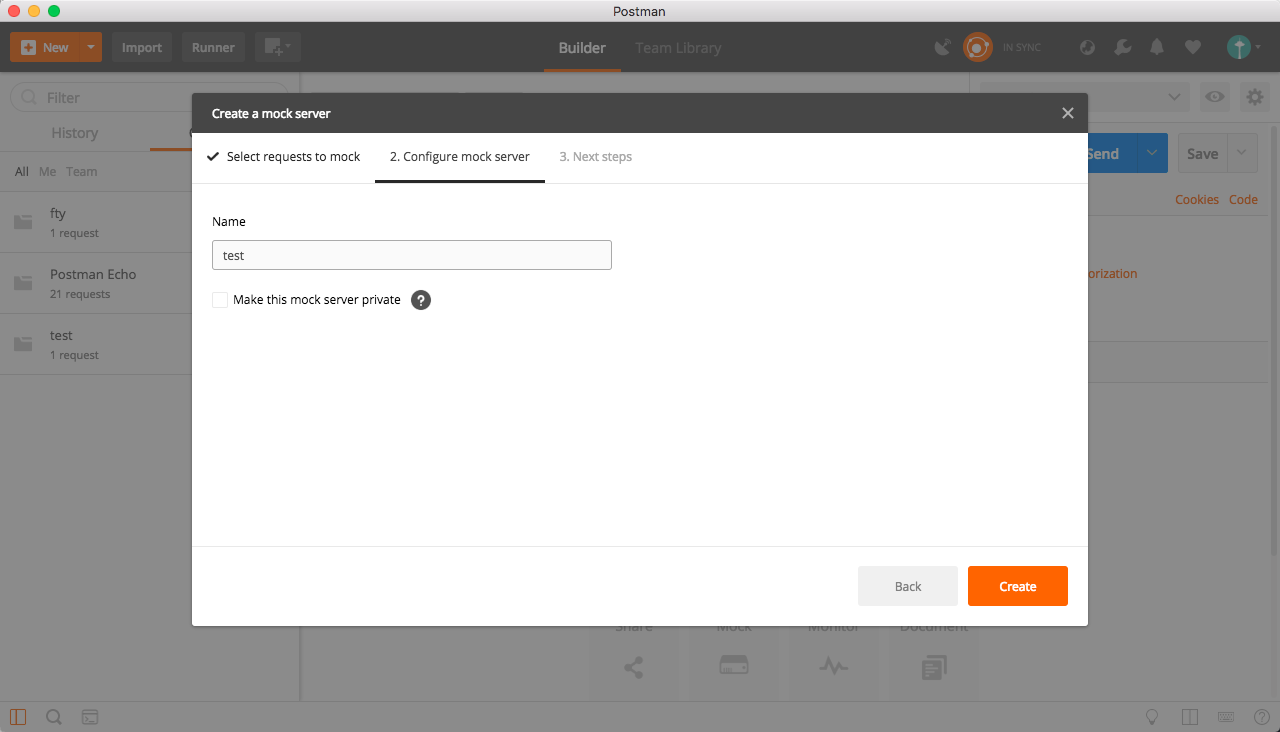 Postman
New
Import
Runner
Builder
Team Library
IN SYNC
Filter
History
All Me Team
fty
1 request
Postman Echo
21 requests
test
1 request
Create a mock server
Select requests to mock
2. Configure mock server
3. Next steps
Name
test
Make this mock server private
?
Back
Create
Send
Save
Cookies Code
orization
Share
Mock
Monitor
Document